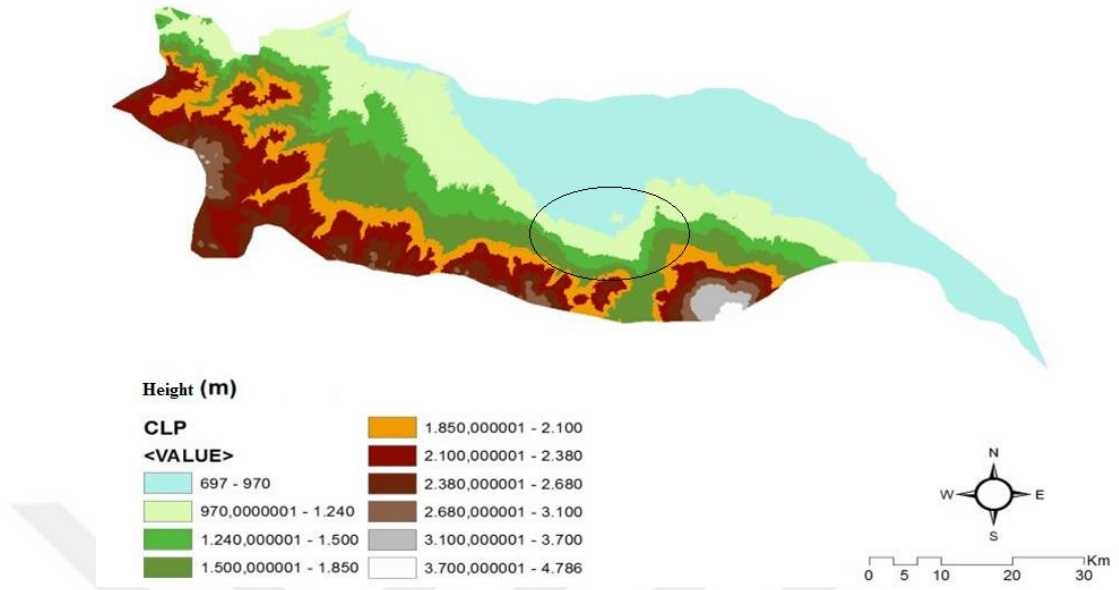 Height (m)
CLP
<VALUE>
697 - 970
970,0000001 - 1.240
1.240,000001 - 1.500
1.500,000001 - 1.850
1.850,000001 - 2.100
2.100,000001 - 2.380
2.380,000001 - 2.680
2.680,000001 - 3.100
3.100,000001 - 3.700
3.700,000001 - 4.786
N
W E
S
Km
0 5 10 20 30